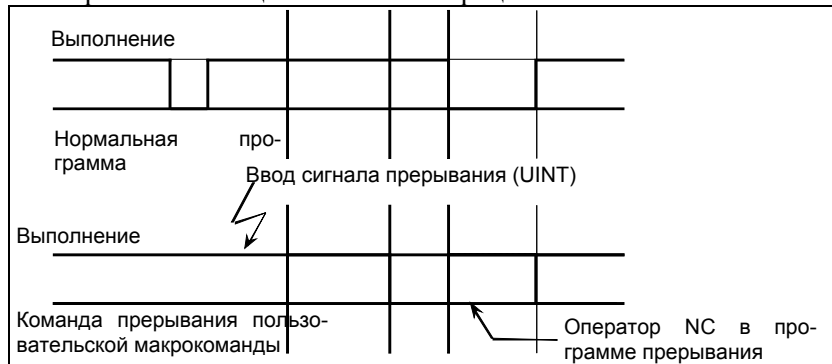 Выполнение
Нормальная про-
грамма
Ввод сигнала прерывания (UINT)
Выполнение
Команда прерывания пользо-
вательской макрокоманды
Оператор NC в про-
грамме прерывания